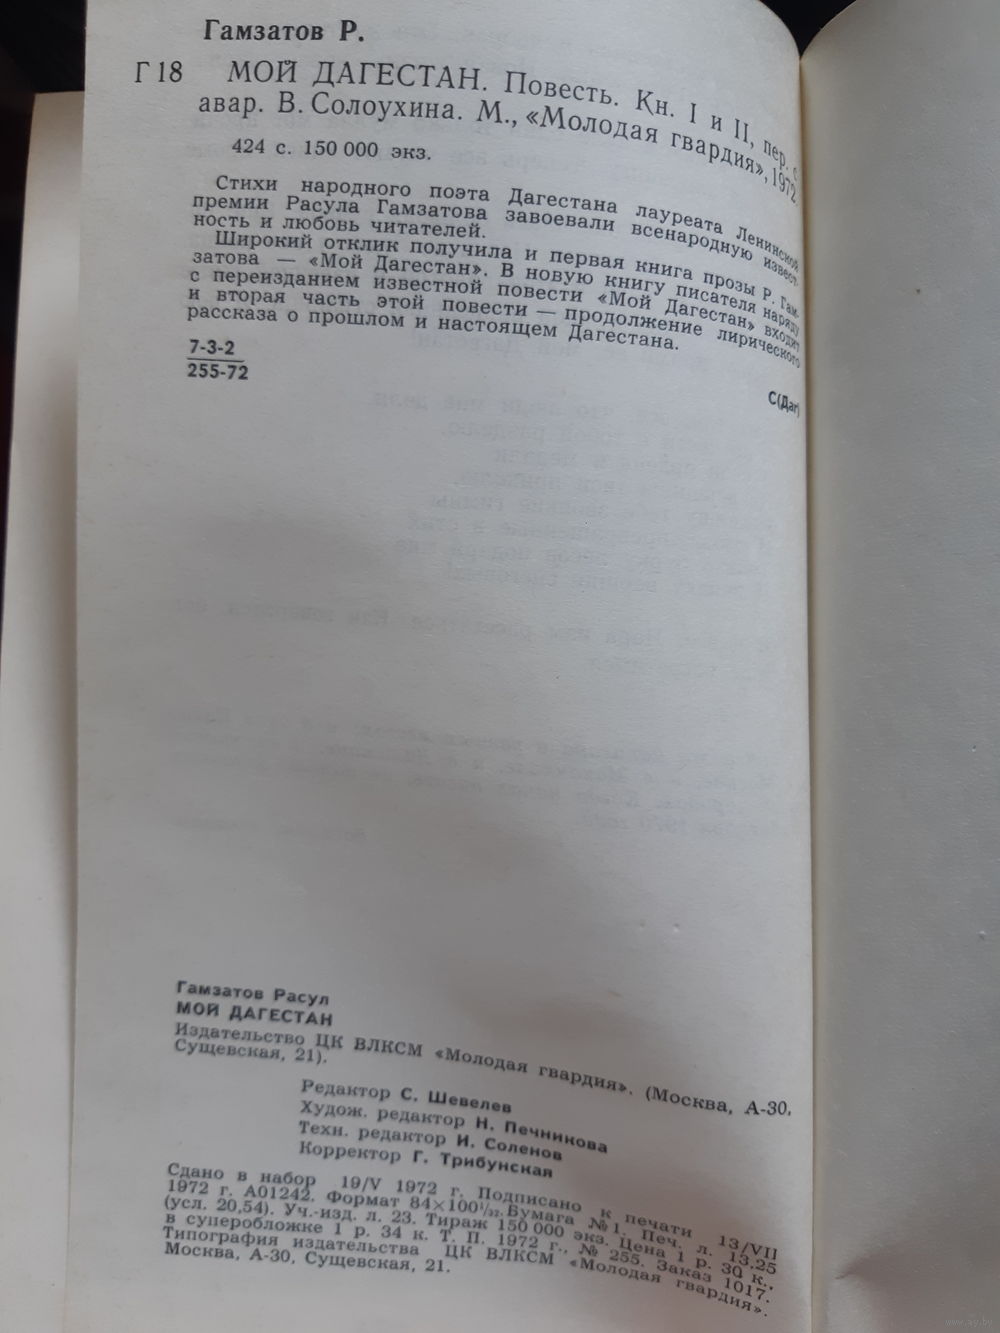 Гамзатов Р.
Г 18 МОЙ ДАГЕСТАН. Повесть. Кн. I и II, пер. с
авар. В. Солоухина. М., «Молодая гвардия», 1972.
424 с. 150 000 экз.
Стихи народного поэта Дагестана лауреата Ленинской
премии Расула Гамзатова завоевали всенародную извест-
ность и любовь читателей.
Широкий отклик получила и первая книга прозы Р. Гам-
затова — «Мой Дагестан». В новую книгу писателя наряду
с переизданием известной повести «Мой Дагестан» входит
и вторая часть этой повести — продолжение лирического
рассказа о прошлом и настоящем Дагестана.
7-3-2
255-72
С(Даг)
Гамзатов Расул
МОЙ ДАГЕСТАН
Издательство ЦК ВЛКСМ «Молодая гвардия». (Москва, А-30,
Сущевская, 21).
Редактор С. Шевелев
Худож. редактор Н. Печникова
Техн. редактор И. Соленов
Корректор Г. Трибунская
Сдано в набор 19/V 1972 г. Подписано к печати 13/VII
1972 г. А01242. Формат 84×100¹/₃₂. Бумага № 1. Печ. л. 13,25
(усл. 20,54). Уч.-изд. л. 23. Тираж 150 000 экз. Цена 1 р. 30 к.,
в суперобложке 1 р. 34 к. Т. П. 1972 г., № 255. Заказ 1017.
Типография издательства ЦК ВЛКСМ «Молодая гвардия».
Москва, А-30, Сущевская, 21.
www.ay.by